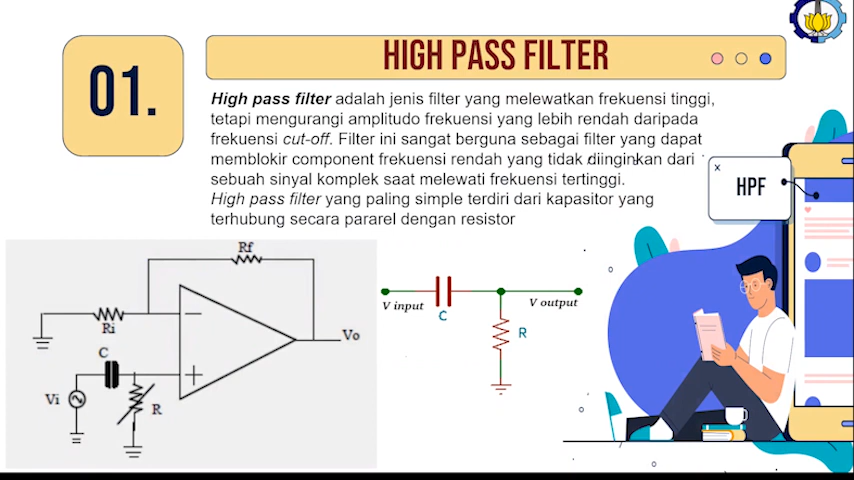 01.
HIGH PASS FILTER
High pass filter adalah jenis filter yang melewatkan frekuensi tinggi,
tetapi mengurangi amplitudo frekuensi yang lebih rendah daripada
frekuensi cut-off. Filter ini sangat berguna sebagai filter yang dapat
memblokir component frekuensi rendah yang tidak diinginkan dari
sebuah sinyal komplek saat melewati frekuensi tertinggi.
High pass filter yang paling simple terdiri dari kapasitor yang
terhubung secara pararel dengan resistor
x
HPF
Rf
Ri
C
Vi
R
Vo
V input
C
V output
R